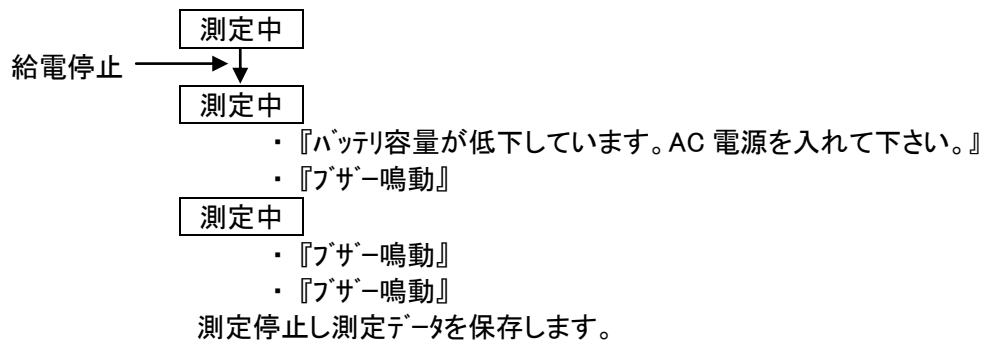 測定中
給電停止
測定中
・『ﾊﾞｯﾃﾘ容量が低下しています。AC 電源を入れて下さい。』
・『ﾌﾞｻﾞｰ鳴動』
測定中
・『ﾌﾞｻﾞｰ鳴動』
・『ﾌﾞｻﾞｰ鳴動』
測定停止し測定ﾃﾞｰﾀを保存します。